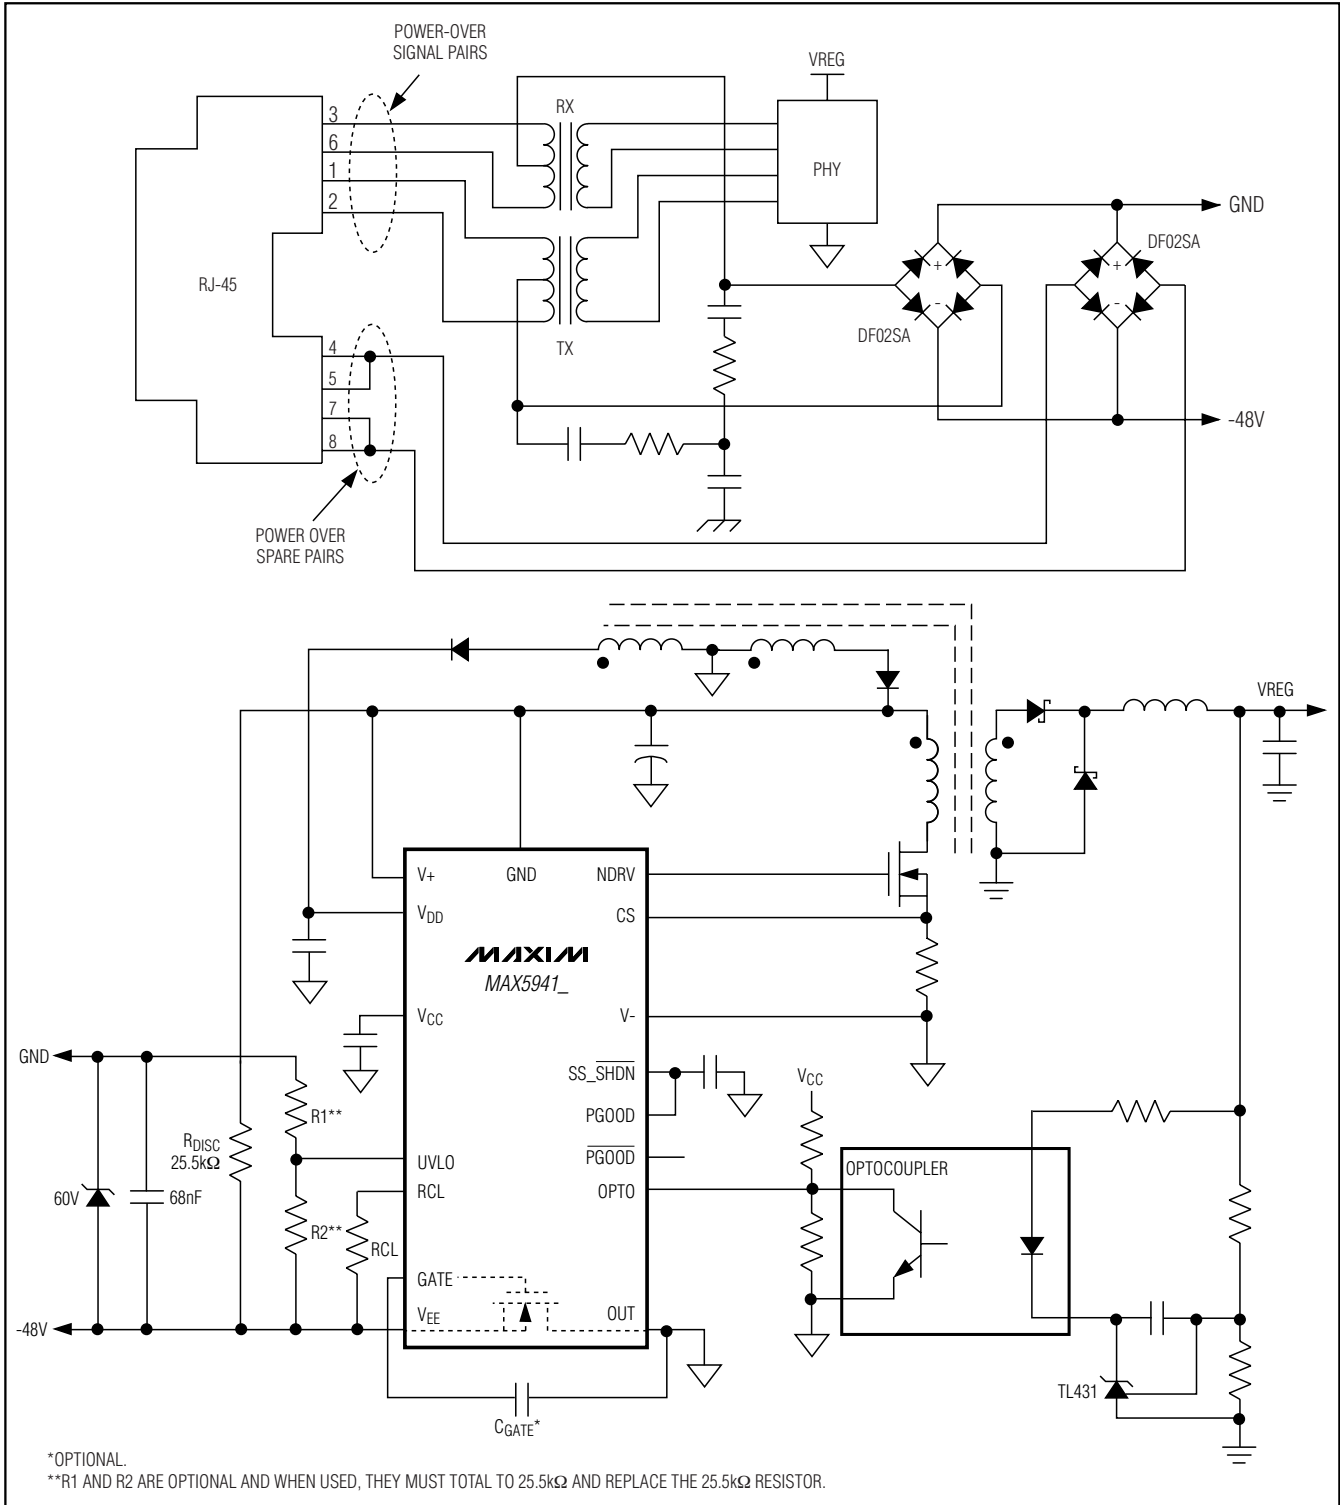 POWER-OVER
SIGNAL PAIRS
VREG
RX
3
6
1
2
PHY
GND
DF02SA
RJ-45
+
-
+
-
DF02SA
TX
4
5
7
8
-48V
POWER OVER
SPARE PAIRS
VREG
V+
GND
NDRV
VDD
CS
MAXIM
MAX5941_
VCC
V-
GND
SS_SHDN
VCC
R1**
PGOOD
RDISC
25.5kΩ
UVLO
PGOOD
OPTOCOUPLER
60V
68nF
RCL
OPTO
R2**
RCL
GATE
VEE
OUT
-48V
TL431
CGATE*
*OPTIONAL.
**R1 AND R2 ARE OPTIONAL AND WHEN USED, THEY MUST TOTAL TO 25.5kΩ AND REPLACE THE 25.5kΩ RESISTOR.